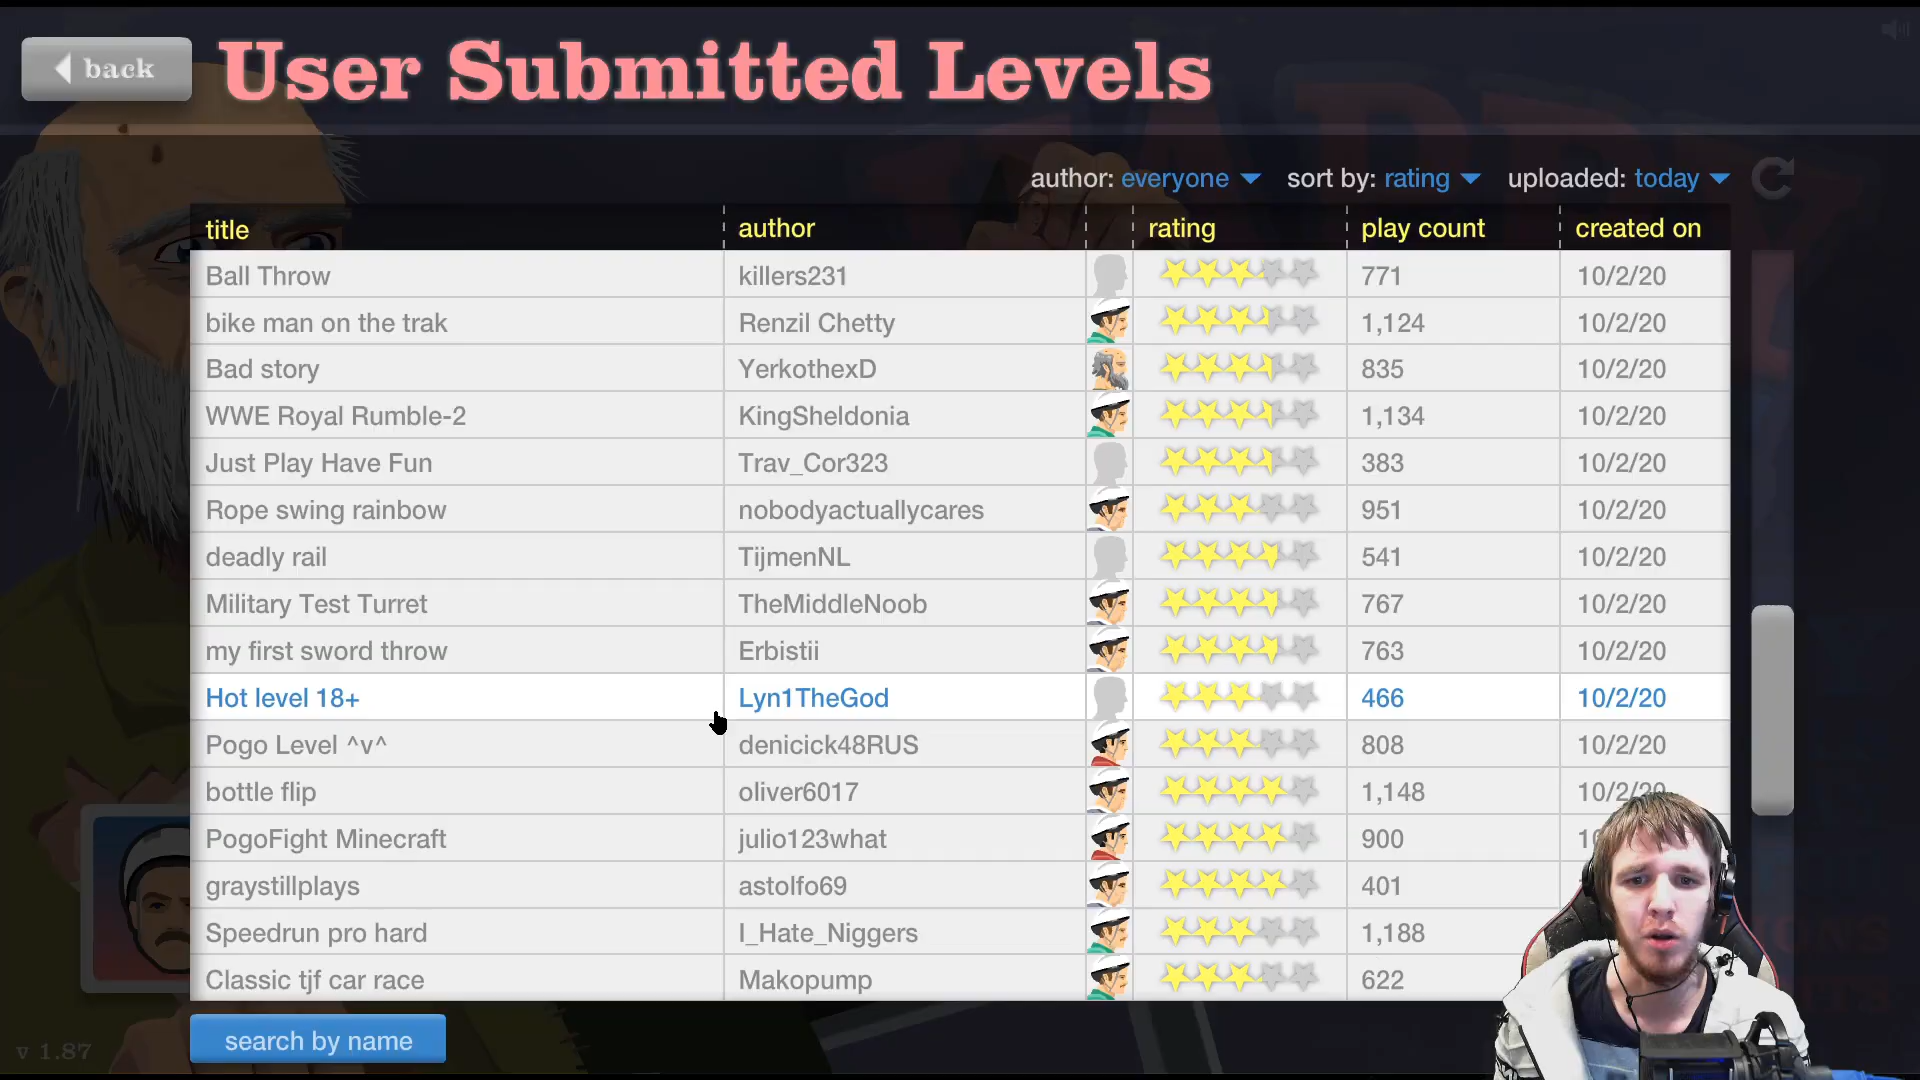 back
User Submitted Levels
author: everyone sort by: rating uploaded: today
title author rating play count created on
Ball Throw killers231 771 10/2/20
bike man on the trak Renzil Chetty 1,124 10/2/20
Bad story YerkothexD 835 10/2/20
WWE Royal Rumble-2 KingSheldonia 1,134 10/2/20
Just Play Have Fun Trav_Cor323 383 10/2/20
Rope swing rainbow nobodyactuallycares 951 10/2/20
deadly rail TijmenNL 541 10/2/20
Military Test Turret TheMiddleNoob 767 10/2/20
my first sword throw Erbistii 763 10/2/20
Hot level 18+ Lyn1TheGod 466 10/2/20
Pogo Level ^v^ denicick48RUS 808 10/2/20
bottle flip oliver6017 1,148 10/2/20
PogoFight Minecraft julio123what 900
graystillplays astolfo69 401
Speedrun pro hard I_Hate_Niggers 1,188
Classic tjf car race Makopump 622
search by name
v 1.87